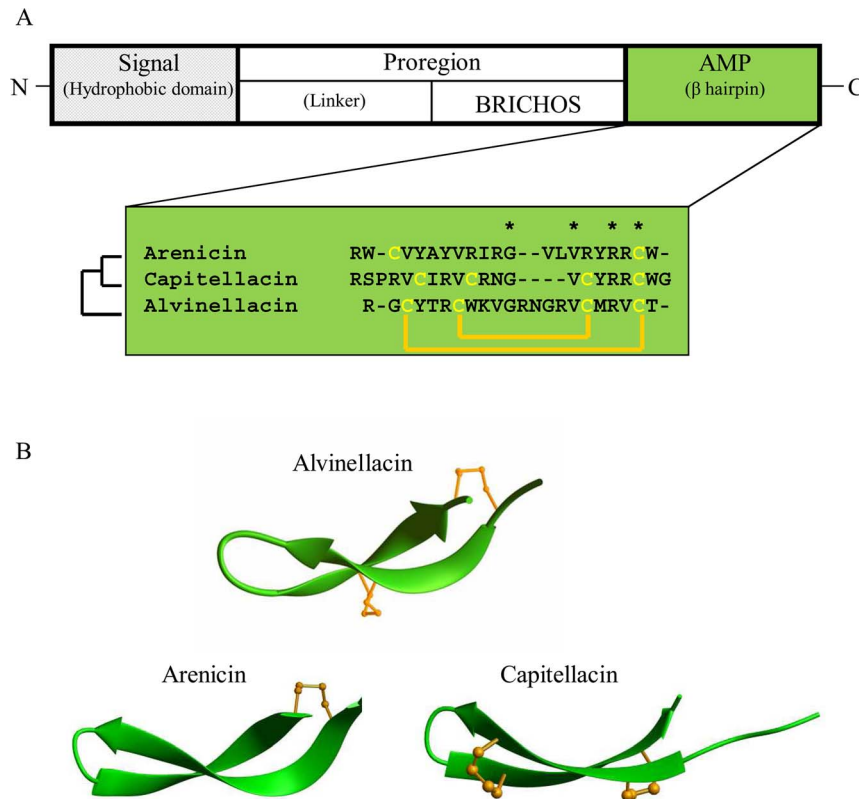 A
N
Signal
(Hydrophobic domain)
Proregion
(Linker)
BRICHOS
AMP
(β hairpin)
C
* * * *
Arenicin RW-CVYAYVRIRG--VLVRYRRCW-
Capitellacin RSPRVCIRVCRNG----VCYRRCWG
Alvinellacin R-GCYTRCWKVGRNGRVCMRVCT-
B
Alvinellacin
Arenicin
Capitellacin